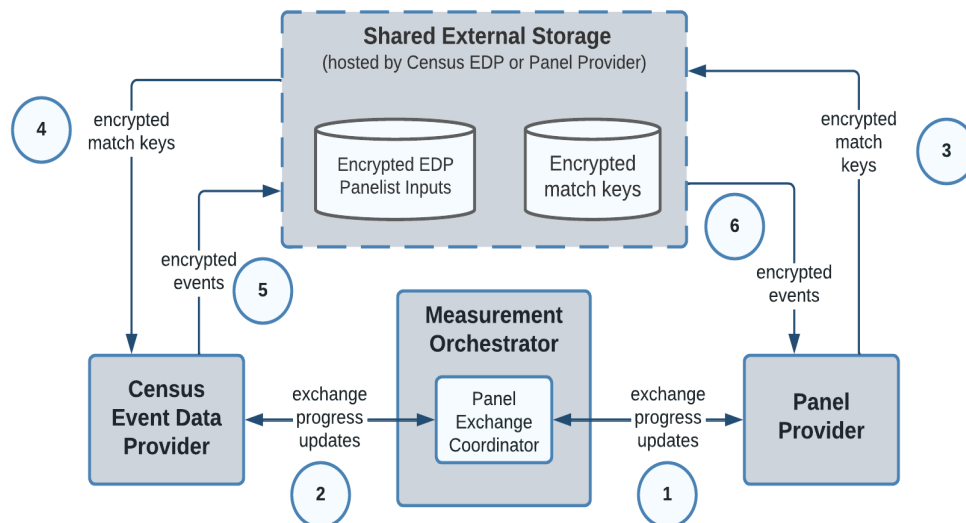 Shared External Storage
(hosted by Census EDP or Panel Provider)
4
encrypted
match keys
Encrypted EDP
Panelist Inputs
Encrypted
match keys
encrypted
match
keys
3
6
encrypted
events
5
encrypted
events
Measurement
Orchestrator
Census
Event Data
Provider
exchange
progress
updates
Panel
Exchange
Coordinator
exchange
progress
updates
Panel
Provider
2
1